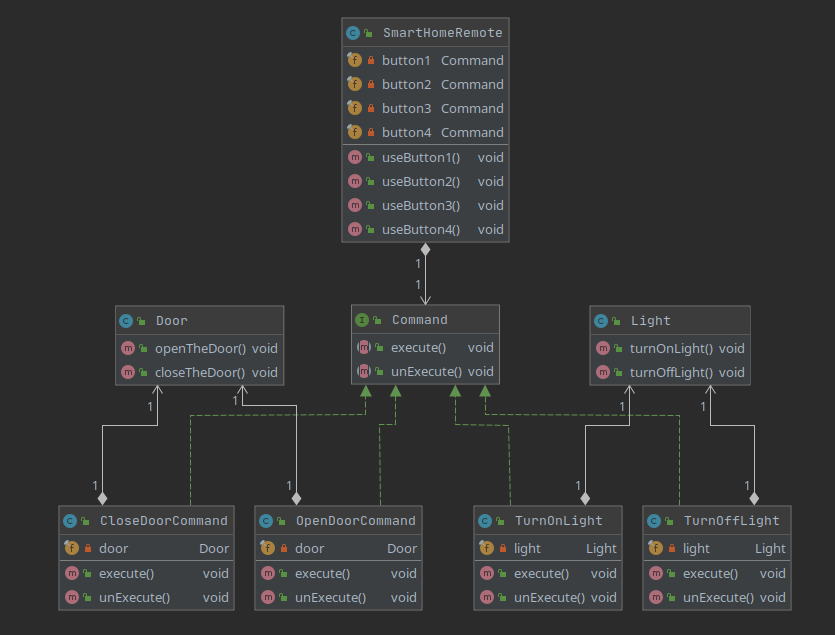 SmartHomeRemote
button1 Command
button2 Command
button3 Command
button4 Command
useButton1() void
useButton2() void
useButton3() void
useButton4() void
1
1
Door
openTheDoor() void
closeTheDoor() void
Command
execute() void
unExecute() void
Light
turnOnLight() void
turnOffLight() void
1
1
1
1
1
1
1
1
CloseDoorCommand
door Door
execute() void
unExecute() void
OpenDoorCommand
door Door
execute() void
unExecute() void
TurnOnLight
light Light
execute() void
unExecute() void
TurnOffLight
light Light
execute() void
unExecute() void